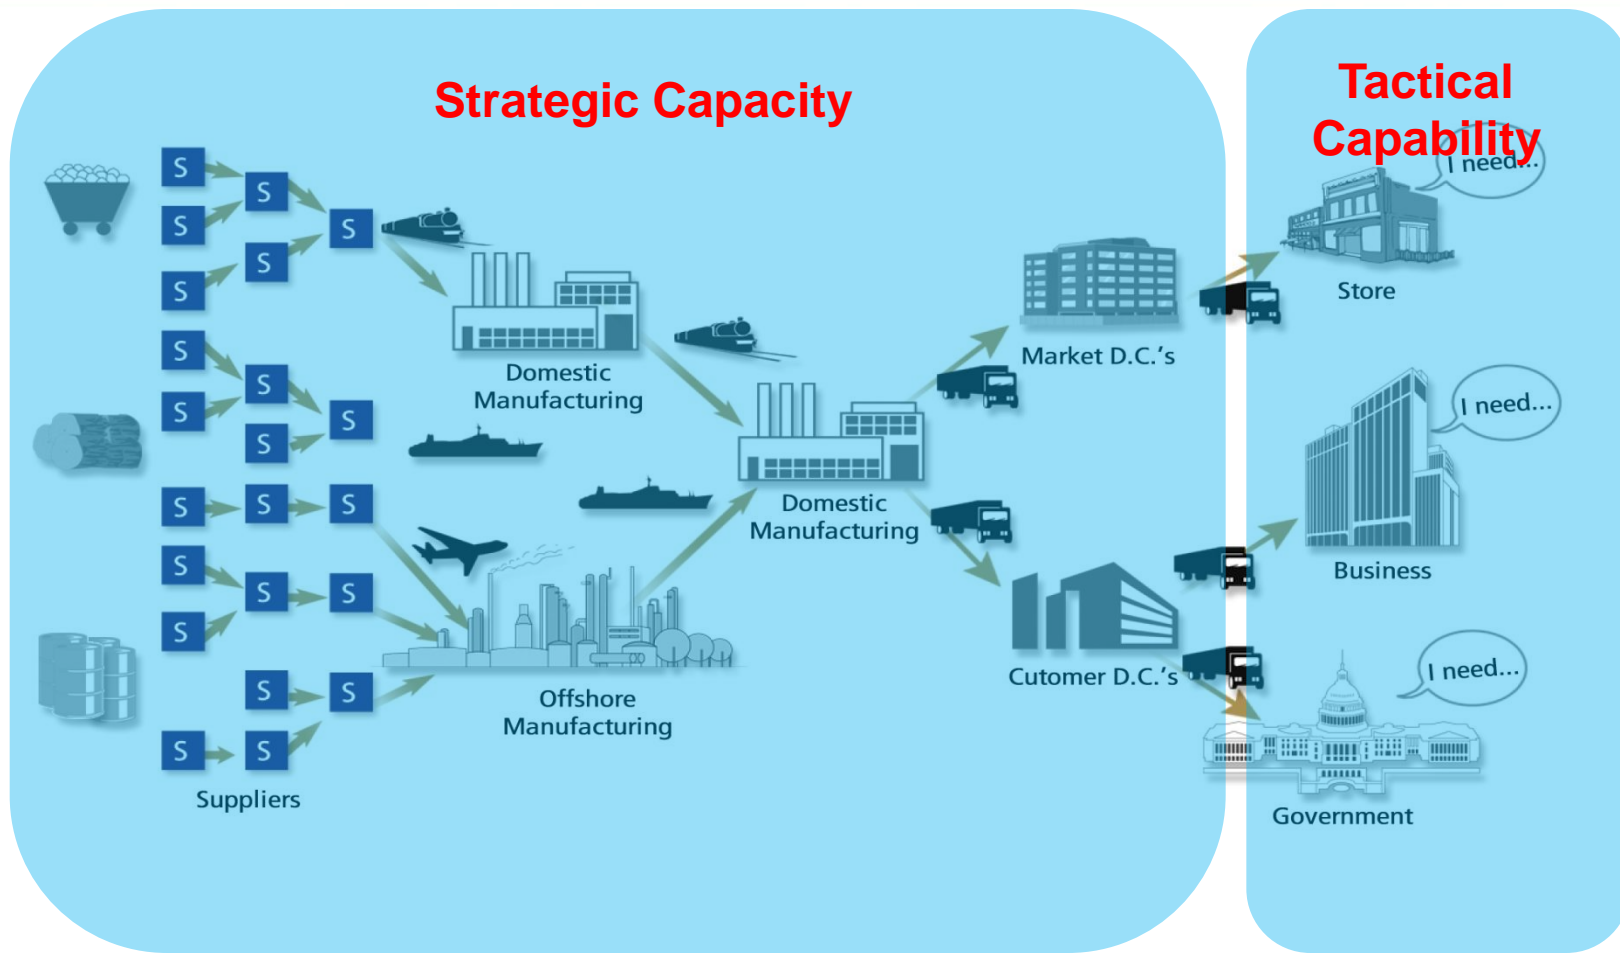 Strategic Capacity
Tactical
Capability
I need...
S
S
S
S
S
S
S
Store
Market D.C.'s
Domestic
Manufacturing
S
S
S
S
S
I need...
Domestic
Manufacturing
S
S
S
Business
S
S
S
S
I need...
Cutomer D.C.'s
S
S
Offshore
Manufacturing
S
S
Suppliers
Government